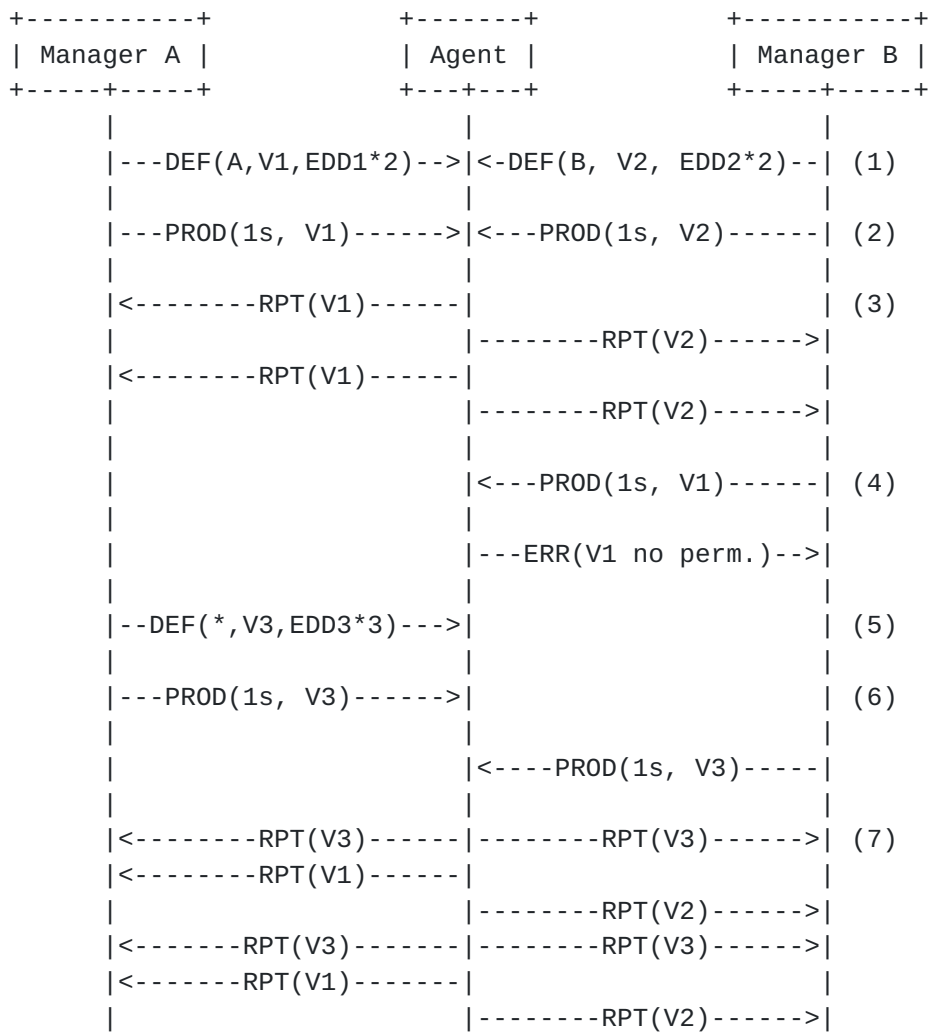 +-----------+            +-------+            +-----------+
| Manager A |            | Agent |            | Manager B |
+-----+-----+            +---+---+            +-----+-----+
      |                      |                      |
      |---DEF(A,V1,EDD1*2)-->|<-DEF(B, V2, EDD2*2)--| (1)
      |                      |                      |
      |---PROD(1s, V1)------>|<---PROD(1s, V2)------| (2)
      |                      |                      |
      |<--------RPT(V1)------|                      | (3)
      |                      |--------RPT(V2)------>|
      |<--------RPT(V1)------|                      |
      |                      |--------RPT(V2)------>|
      |                      |                      |
      |                      |<---PROD(1s, V1)------| (4)
      |                      |                      |
      |                      |---ERR(V1 no perm.)-->|
      |                      |                      |
      |--DEF(*,V3,EDD3*3)--->|                      | (5)
      |                      |                      |
      |---PROD(1s, V3)------>|                      | (6)
      |                      |                      |
      |                      |<----PROD(1s, V3)-----|
      |                      |                      |
      |<--------RPT(V3)------|--------RPT(V3)------>| (7)
      |<--------RPT(V1)------|                      |
      |                      |--------RPT(V2)------>|
      |<-------RPT(V3)-------|--------RPT(V3)------>|
      |<-------RPT(V1)-------|                      |
      |                      |--------RPT(V2)------>|